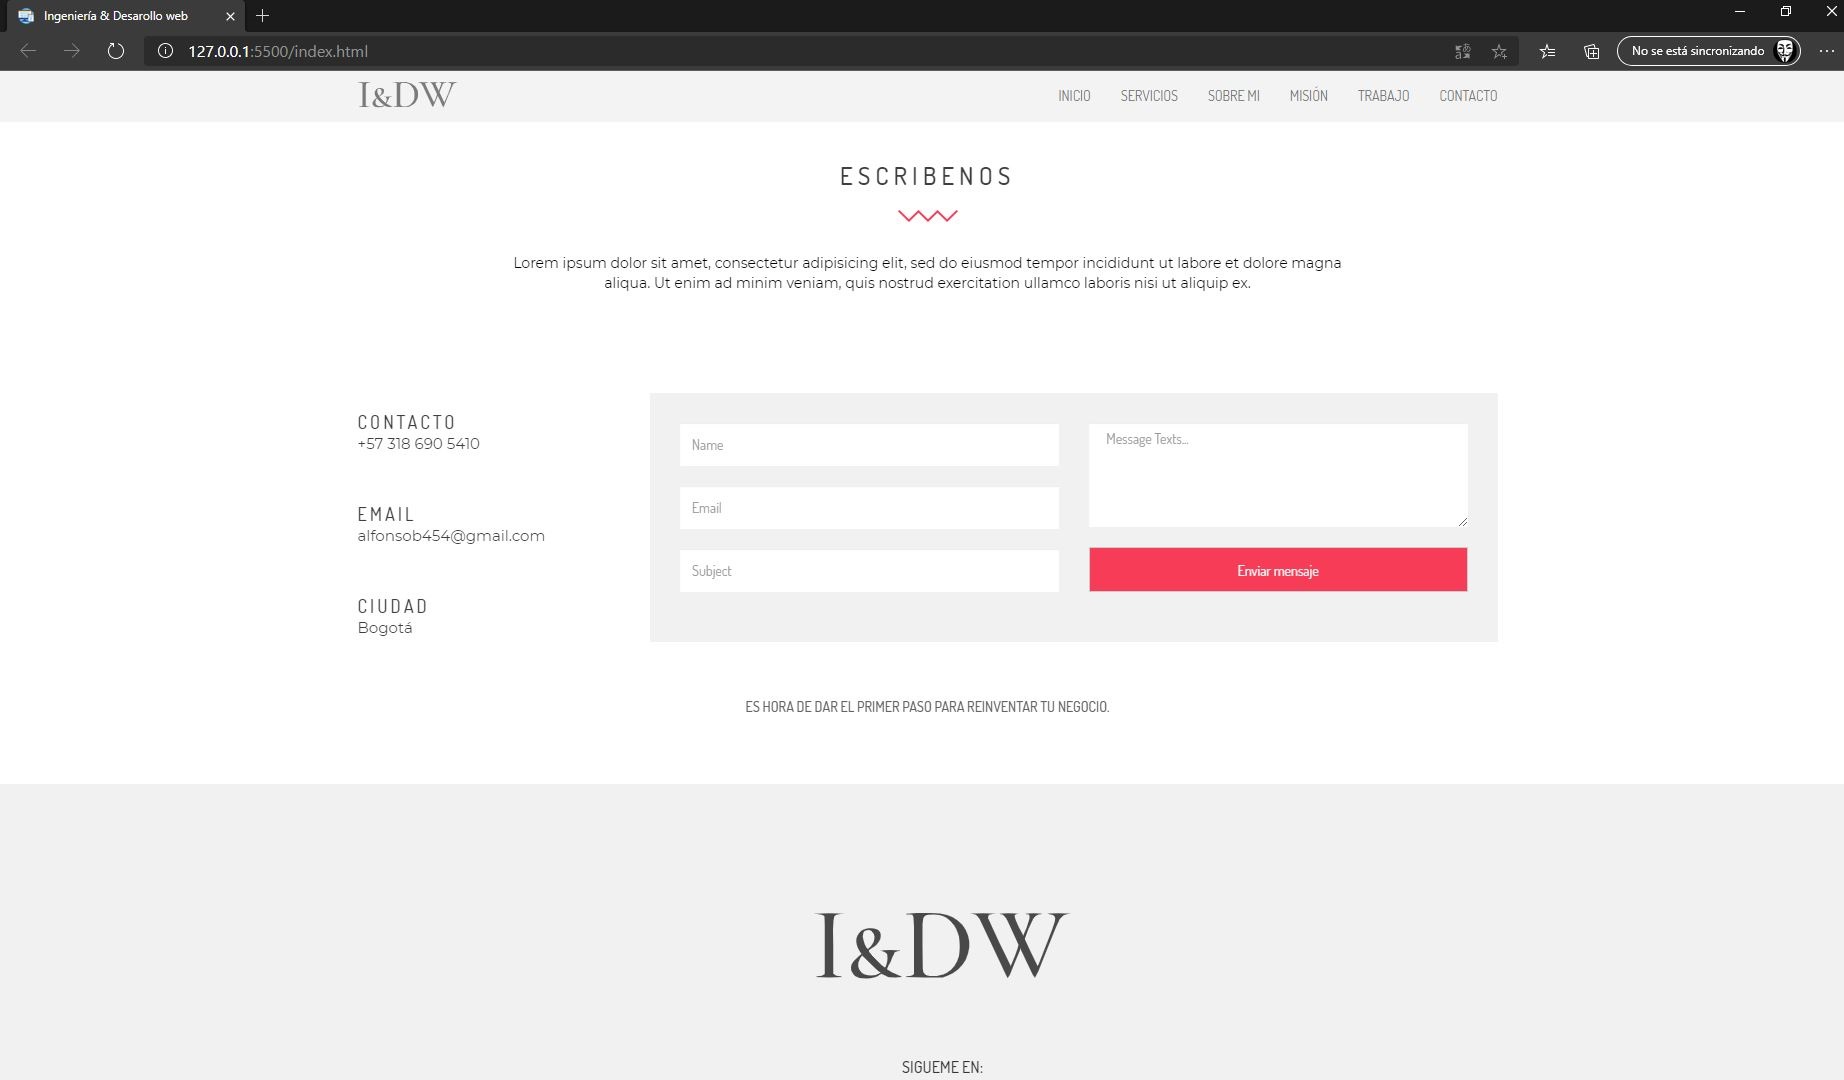 Ingeniería & Desarollo web
127.0.0.1:5500/index.html
No se está sincronizando
I&DW
INICIO SERVICIOS SOBRE MI MISIÓN TRABAJO CONTACTO
ESCRIBENOS
Lorem ipsum dolor sit amet, consectetur adipisicing elit, sed do eiusmod tempor incididunt ut labore et dolore magna
aliqua. Ut enim ad minim veniam, quis nostrud exercitation ullamco laboris nisi ut aliquip ex.
CONTACTO
+57 318 690 5410
EMAIL
alfonsob454@gmail.com
CIUDAD
Bogotá
Name
Email
Subject
Message Texts...
Enviar mensaje
ES HORA DE DAR EL PRIMER PASO PARA REINVENTAR TU NEGOCIO.
I&DW
SIGUEME EN: